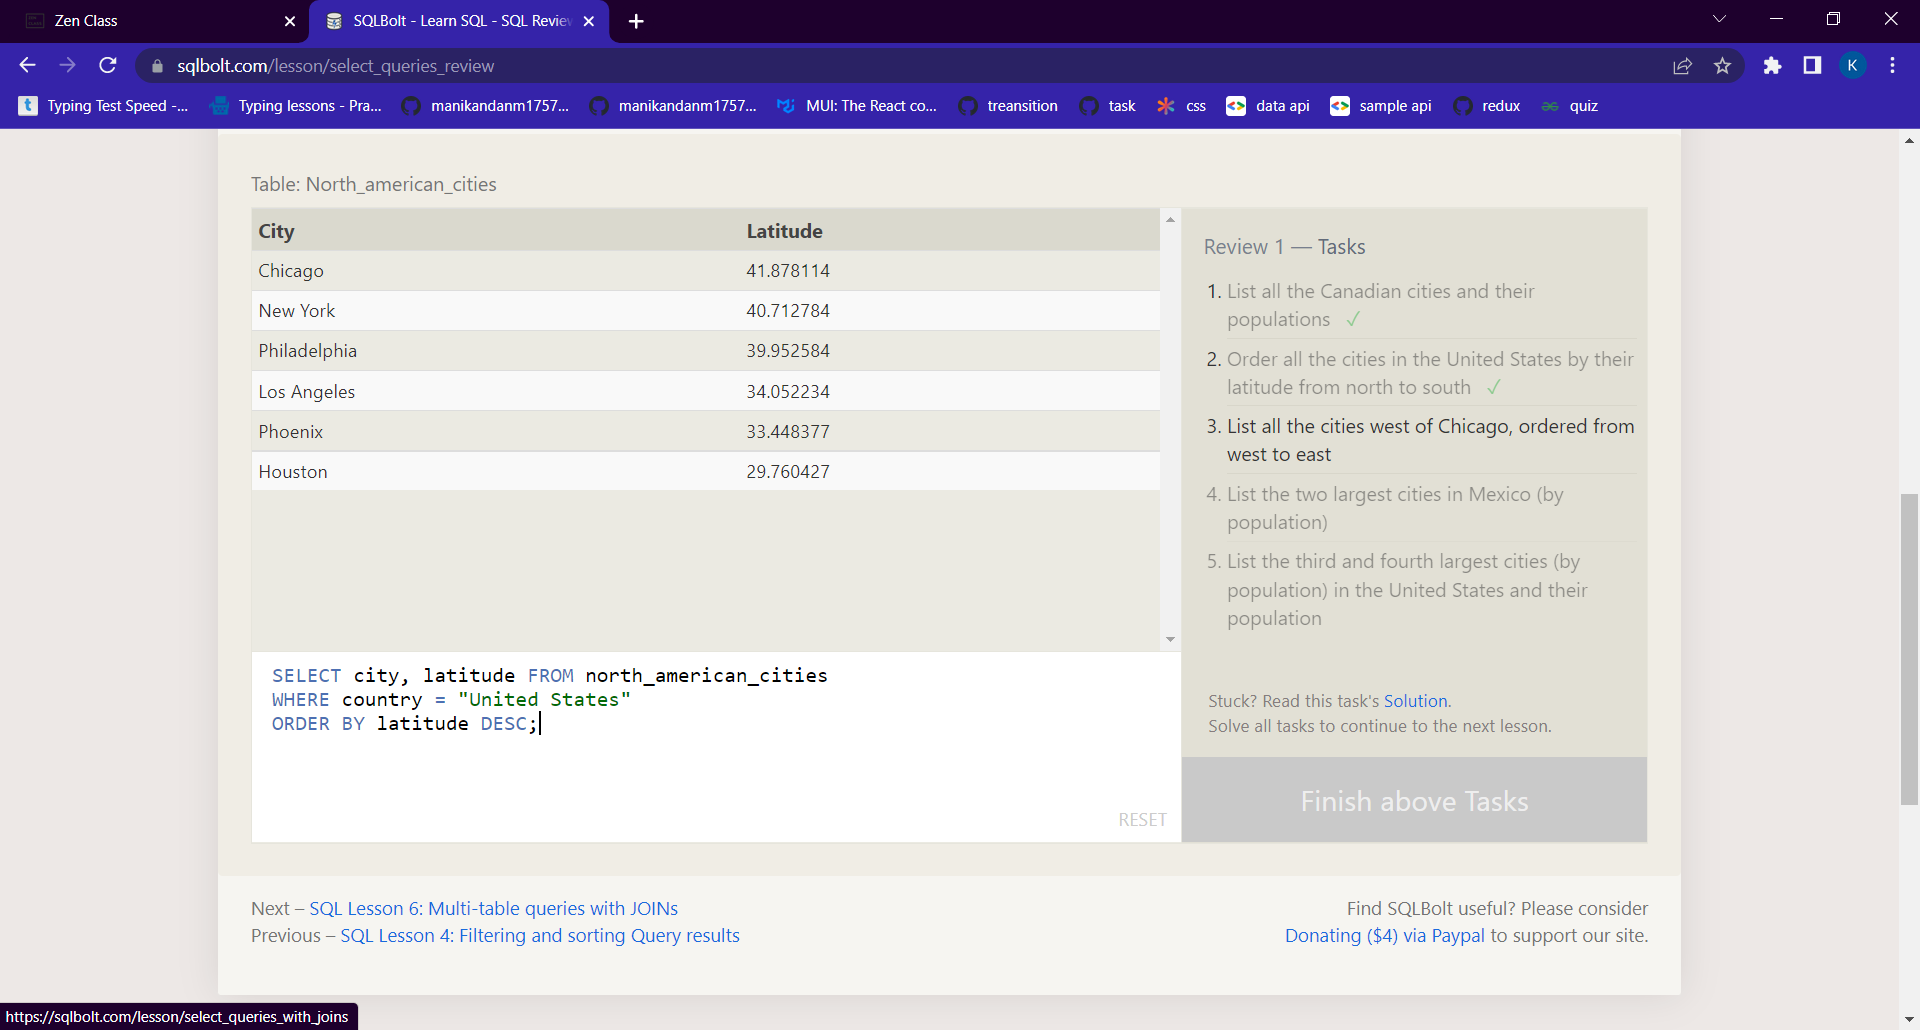 Zen Class
SQLBolt - Learn SQL - SQL Review
sqlbolt.com/lesson/select_queries_review
K
t Typing Test Speed -...
Typing lessons - Pra...
manikandanm1757...
manikandanm1757...
MUI: The React co...
treansition
task
css
data api
sample api
redux
quiz
Table: North_american_cities
City Latitude
Chicago 41.878114
New York 40.712784
Philadelphia 39.952584
Los Angeles 34.052234
Phoenix 33.448377
Houston 29.760427
SELECT city, latitude FROM north_american_cities
WHERE country = "United States"
ORDER BY latitude DESC;
RESET
Review 1 — Tasks
1. List all the Canadian cities and their
populations ✓
2. Order all the cities in the United States by their
latitude from north to south ✓
3. List all the cities west of Chicago, ordered from
west to east
4. List the two largest cities in Mexico (by
population)
5. List the third and fourth largest cities (by
population) in the United States and their
population
Stuck? Read this task's Solution.
Solve all tasks to continue to the next lesson.
Finish above Tasks
Next – SQL Lesson 6: Multi-table queries with JOINs
Previous – SQL Lesson 4: Filtering and sorting Query results
Find SQLBolt useful? Please consider
Donating ($4) via Paypal to support our site.
https://sqlbolt.com/lesson/select_queries_with_joins